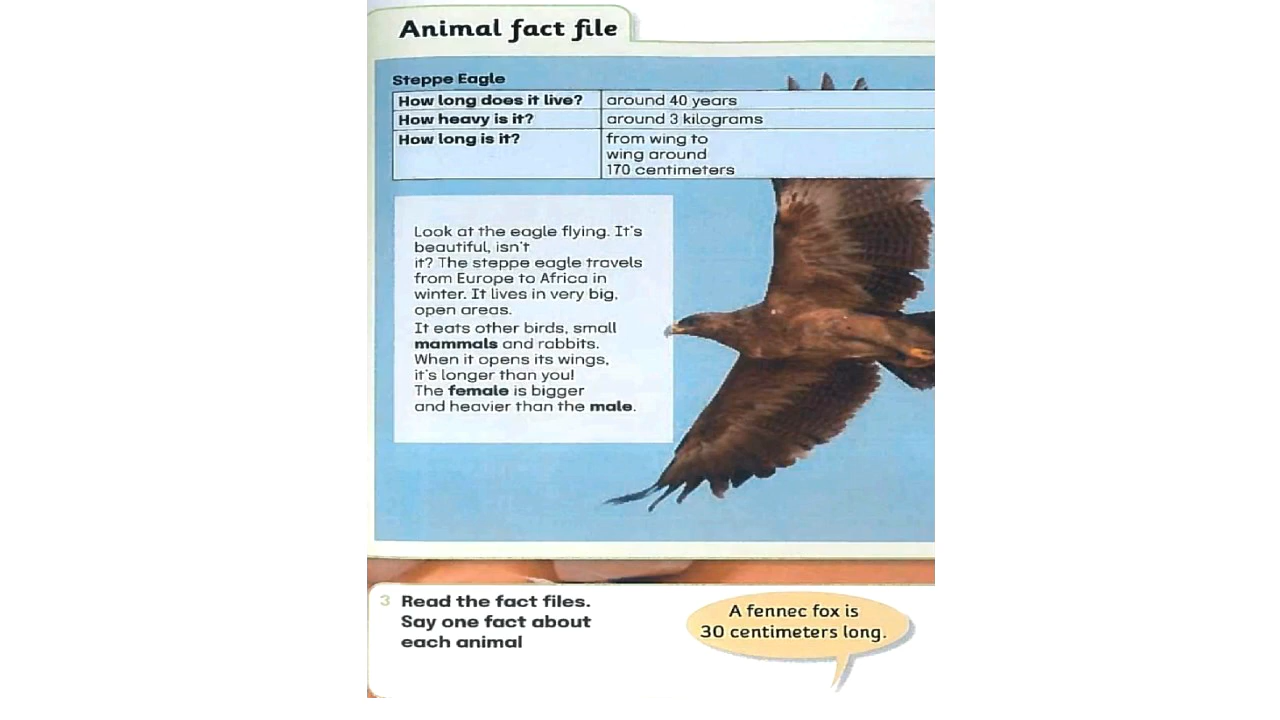 Animal fact file
Steppe Eagle
How long does it live? around 40 years
How heavy is it? around 3 kilograms
How long is it? from wing to
wing around
170 centimeters
Look at the eagle flying. It's
beautiful, isn't
it? The steppe eagle travels
from Europe to Africa in
winter. It lives in very big,
open areas.
It eats other birds, small
mammals and rabbits.
When it opens its wings,
it's longer than you!
The female is bigger
and heavier than the male.
3 Read the fact files.
Say one fact about
each animal
A fennec fox is
30 centimeters long.